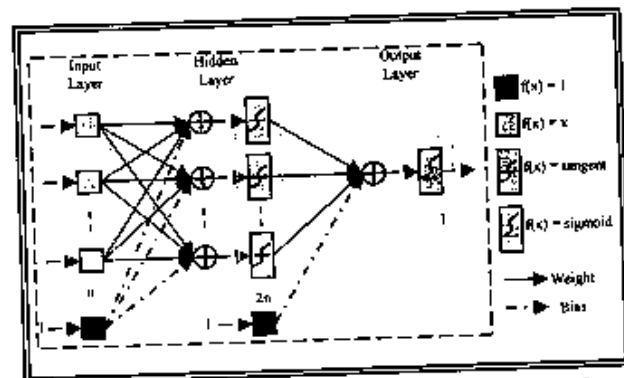 Input
Layer
Hidden
Layer
Output
Layer
f(x) = 1
f(x) = x
f(x) = tangent
f(x) = sigmoid
Weight
Bias
n
2n
1
1